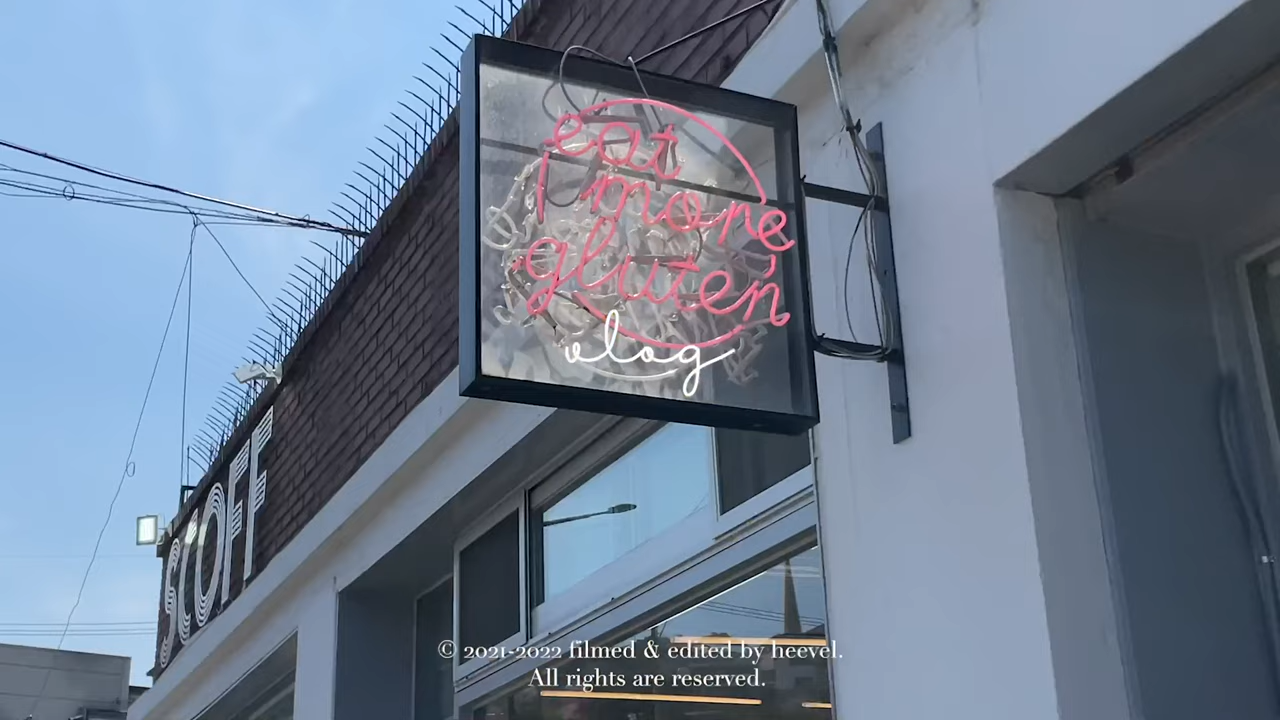 eat
more
gluten
vlog
SCOFF
© 2021-2022 filmed & edited by heevel.
All rights are reserved.